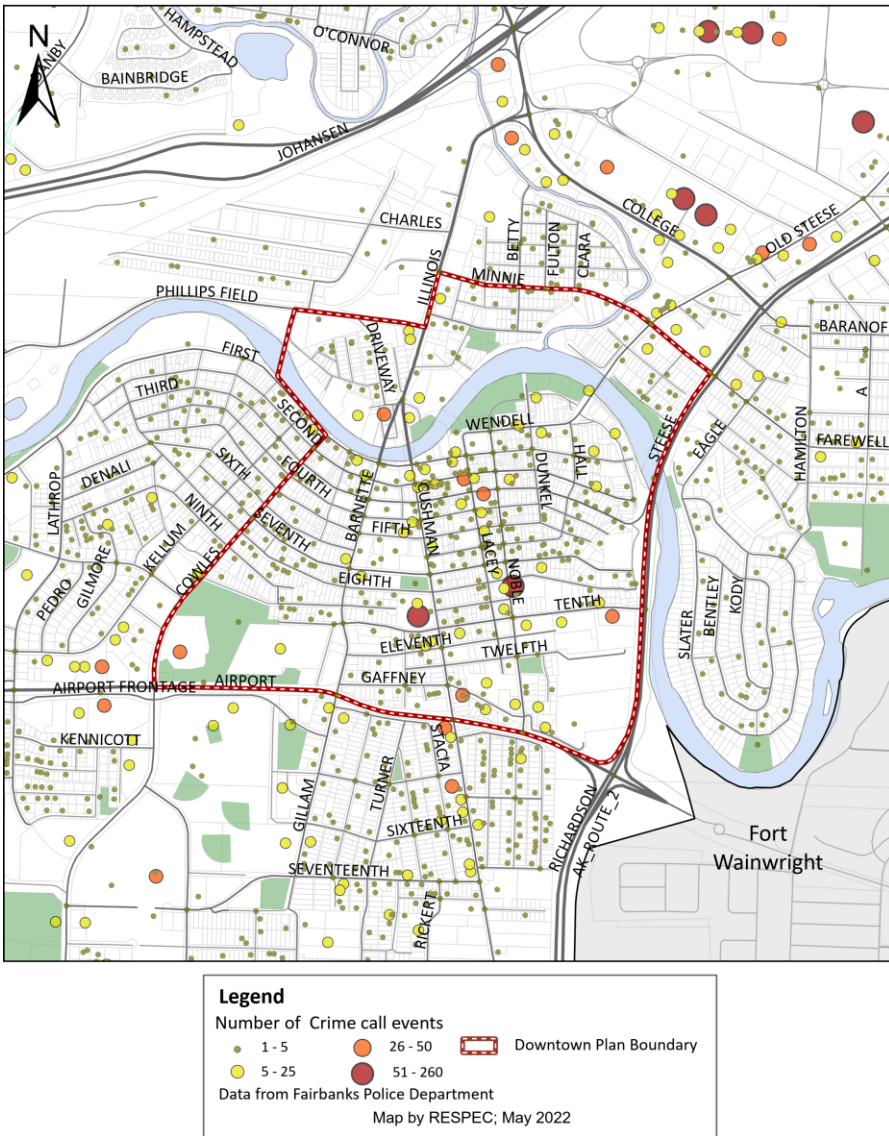 N
DANBY
HAMPSTEAD
O'CONNOR
BAINBRIDGE
JOHANSEN
CHARLES
ILLINOIS
BETTY
FULTON
CLARA
COLLEGE
OLD STEESE
MINNIE
PHILLIPS FIELD
DRIVEWAY
BARANOF
FIRST
THIRD
SECOND
WENDELL
STEESE
EAGLE
HAMILTON
A
FAREWELL
LATHROP
DENALI
SIXTH
FOURTH
BARNETTE
CUSHMAN
DUNKEL
HALL
NINTH
SEVENTH
FIFTH
LACEY
NOBLE
PEDRO
GILMORE
KELLUM
COWLES
EIGHTH
TENTH
SLATER
BENTLEY
KODY
ELEVENTH
TWELFTH
AIRPORT FRONTAGE
AIRPORT
GAFFNEY
KENNICOTT
STACIA
TURNER
GILLAM
SIXTEENTH
SEVENTEENTH
RICKERT
RICHARDSON
AK_ROUTE_2
Fort
Wainwright
Legend
Number of Crime call events
1 - 5
26 - 50
Downtown Plan Boundary
5 - 25
51 - 260
Data from Fairbanks Police Department
Map by RESPEC; May 2022